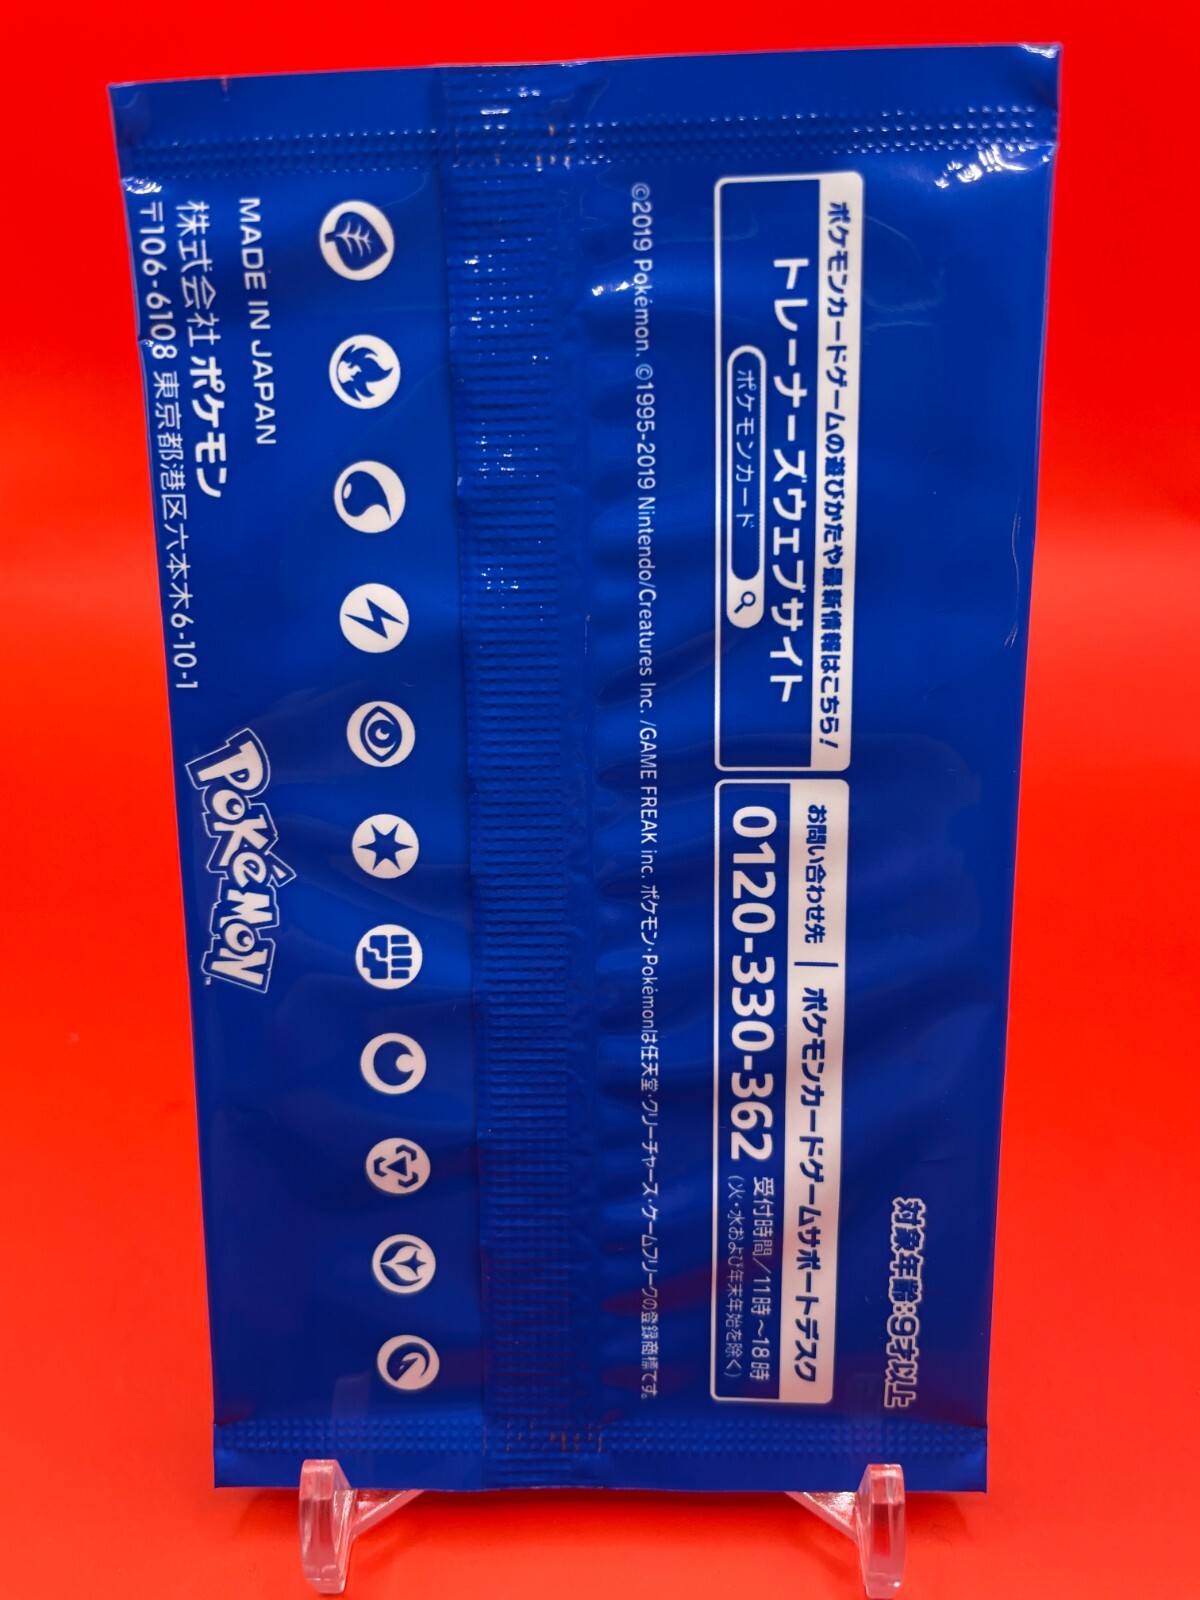 対象年齢:9才以上
ポケモンカードゲームの遊びかたや最新情報はこちら!
トレーナーズウェブサイト
ポケモンカード
お問い合わせ先 | ポケモンカードゲームサポートデスク
0120-330-362 受付時間/11時~18時
(火・水および年末年始を除く)
©2019 Pokémon. ©1995-2019 Nintendo/Creatures Inc. /GAME FREAK inc. ポケモン・Pokémonは任天堂・クリーチャーズ・ゲームフリークの登録商標です。
MADE IN JAPAN
株式会社 ポケモン
〒106-6108 東京都港区六本木6-10-1
POKéMON™